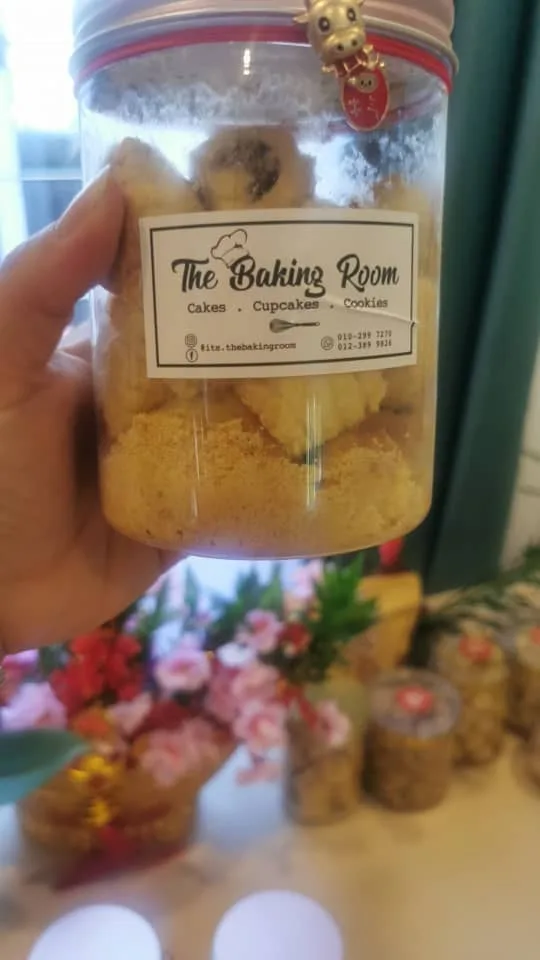 The Baking Room
Cakes . Cupcakes . Cookies
#its.thebakingroom
010-299 7270
012-389 9826